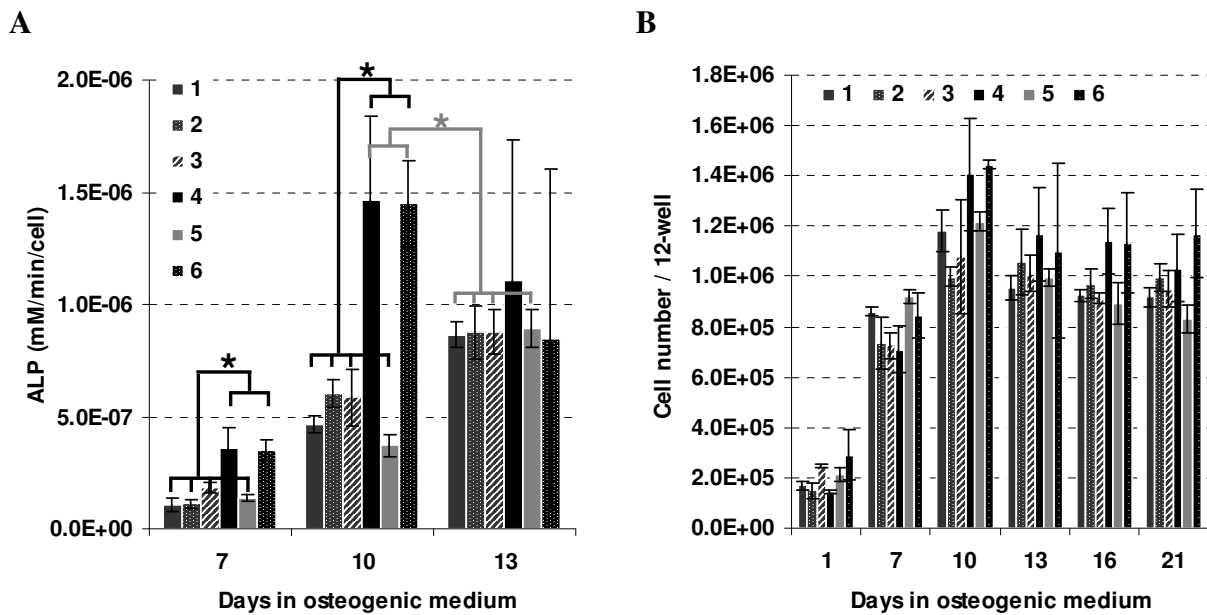 A
B
ALP (mM/min/cell)
2.0E-06
1.5E-06
1.0E-06
5.0E-07
0.0E+00
1
2
3
4
5
6
*
*
*
7 10 13
Days in osteogenic medium
Cell number / 12-well
1.8E+06
1.6E+06
1.4E+06
1.2E+06
1.0E+06
8.0E+05
6.0E+05
4.0E+05
2.0E+05
0.0E+00
1 2 3 4 5 6
1 7 10 13 16 21
Days in osteogenic medium